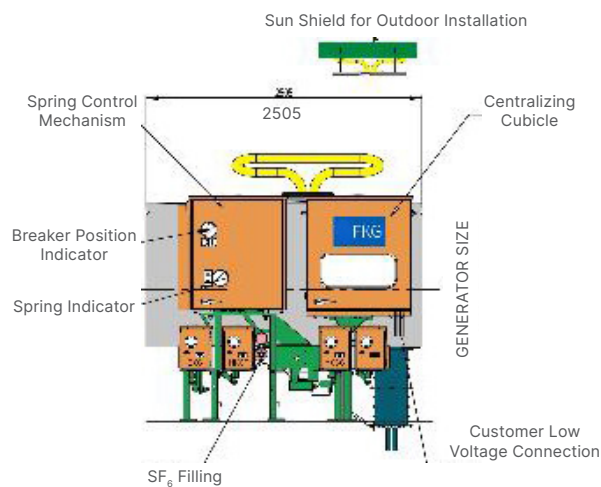 Sun Shield for Outdoor Installation
2505
2505
Spring Control
Mechanism
Centralizing
Cubicle
FKG
Breaker Position
Indicator
Spring Indicator
GENERATOR SIZE
Customer Low
Voltage Connection
SF₆ Filling